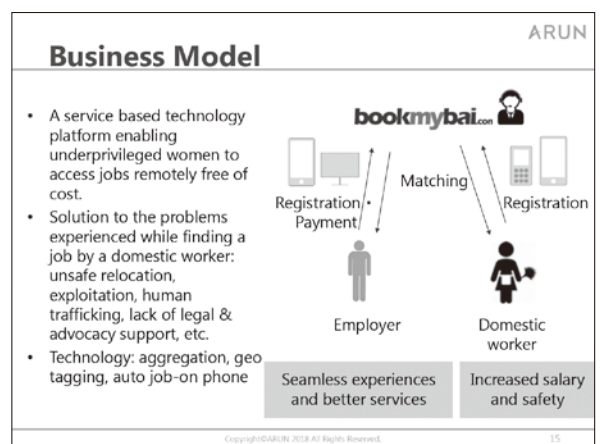 ARUN
Business Model
• A service based technology
platform enabling
underprivileged women to
access jobs remotely free of
cost.
• Solution to the problems
experienced while finding a
job by a domestic worker:
unsafe relocation,
exploitation, human
trafficking, lack of legal &
advocacy support, etc.
• Technology: aggregation, geo
tagging, auto job-on phone
bookmybai.com
Matching
Registration •
Payment
Registration
Employer
Domestic
worker
Seamless experiences
and better services
Increased salary
and safety
Copyright©ARUN 2018 All Rights Reserved.
15